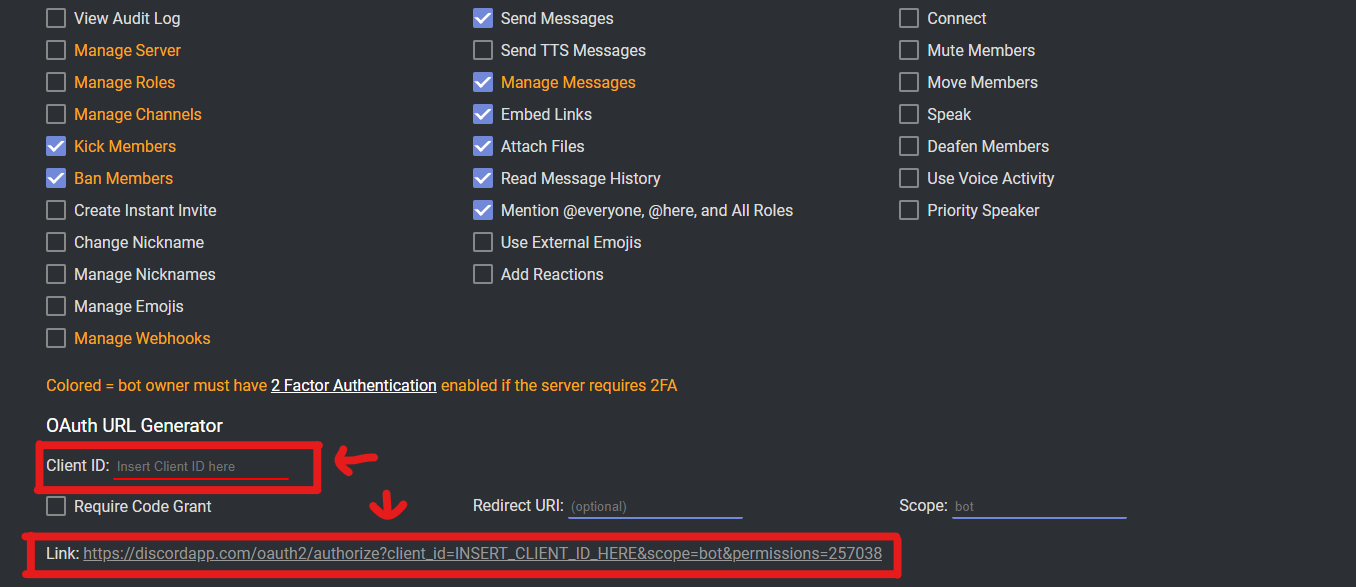 View Audit Log
Manage Server
Manage Roles
Manage Channels
Kick Members
Ban Members
Create Instant Invite
Change Nickname
Manage Nicknames
Manage Emojis
Manage Webhooks
Send Messages
Send TTS Messages
Manage Messages
Embed Links
Attach Files
Read Message History
Mention @everyone, @here, and All Roles
Use External Emojis
Add Reactions
Connect
Mute Members
Move Members
Speak
Deafen Members
Use Voice Activity
Priority Speaker
Colored = bot owner must have 2 Factor Authentication enabled if the server requires 2FA
OAuth URL Generator
Client ID: Insert Client ID here
Require Code Grant
Redirect URI: (optional)
Scope: bot
Link: https://discordapp.com/oauth2/authorize?client_id=INSERT_CLIENT_ID_HERE&scope=bot&permissions=257038